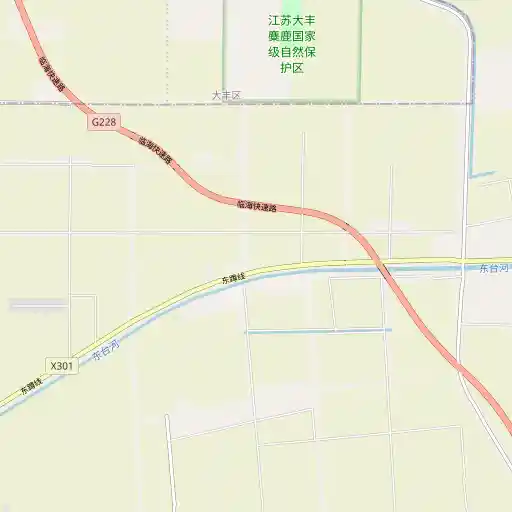 江苏大丰
麋鹿国家
级自然保
护区
临海快速路
大丰区
G228
临海快速路
临海快速路
东台河
东蹲线
东台河
X301
东蹲线